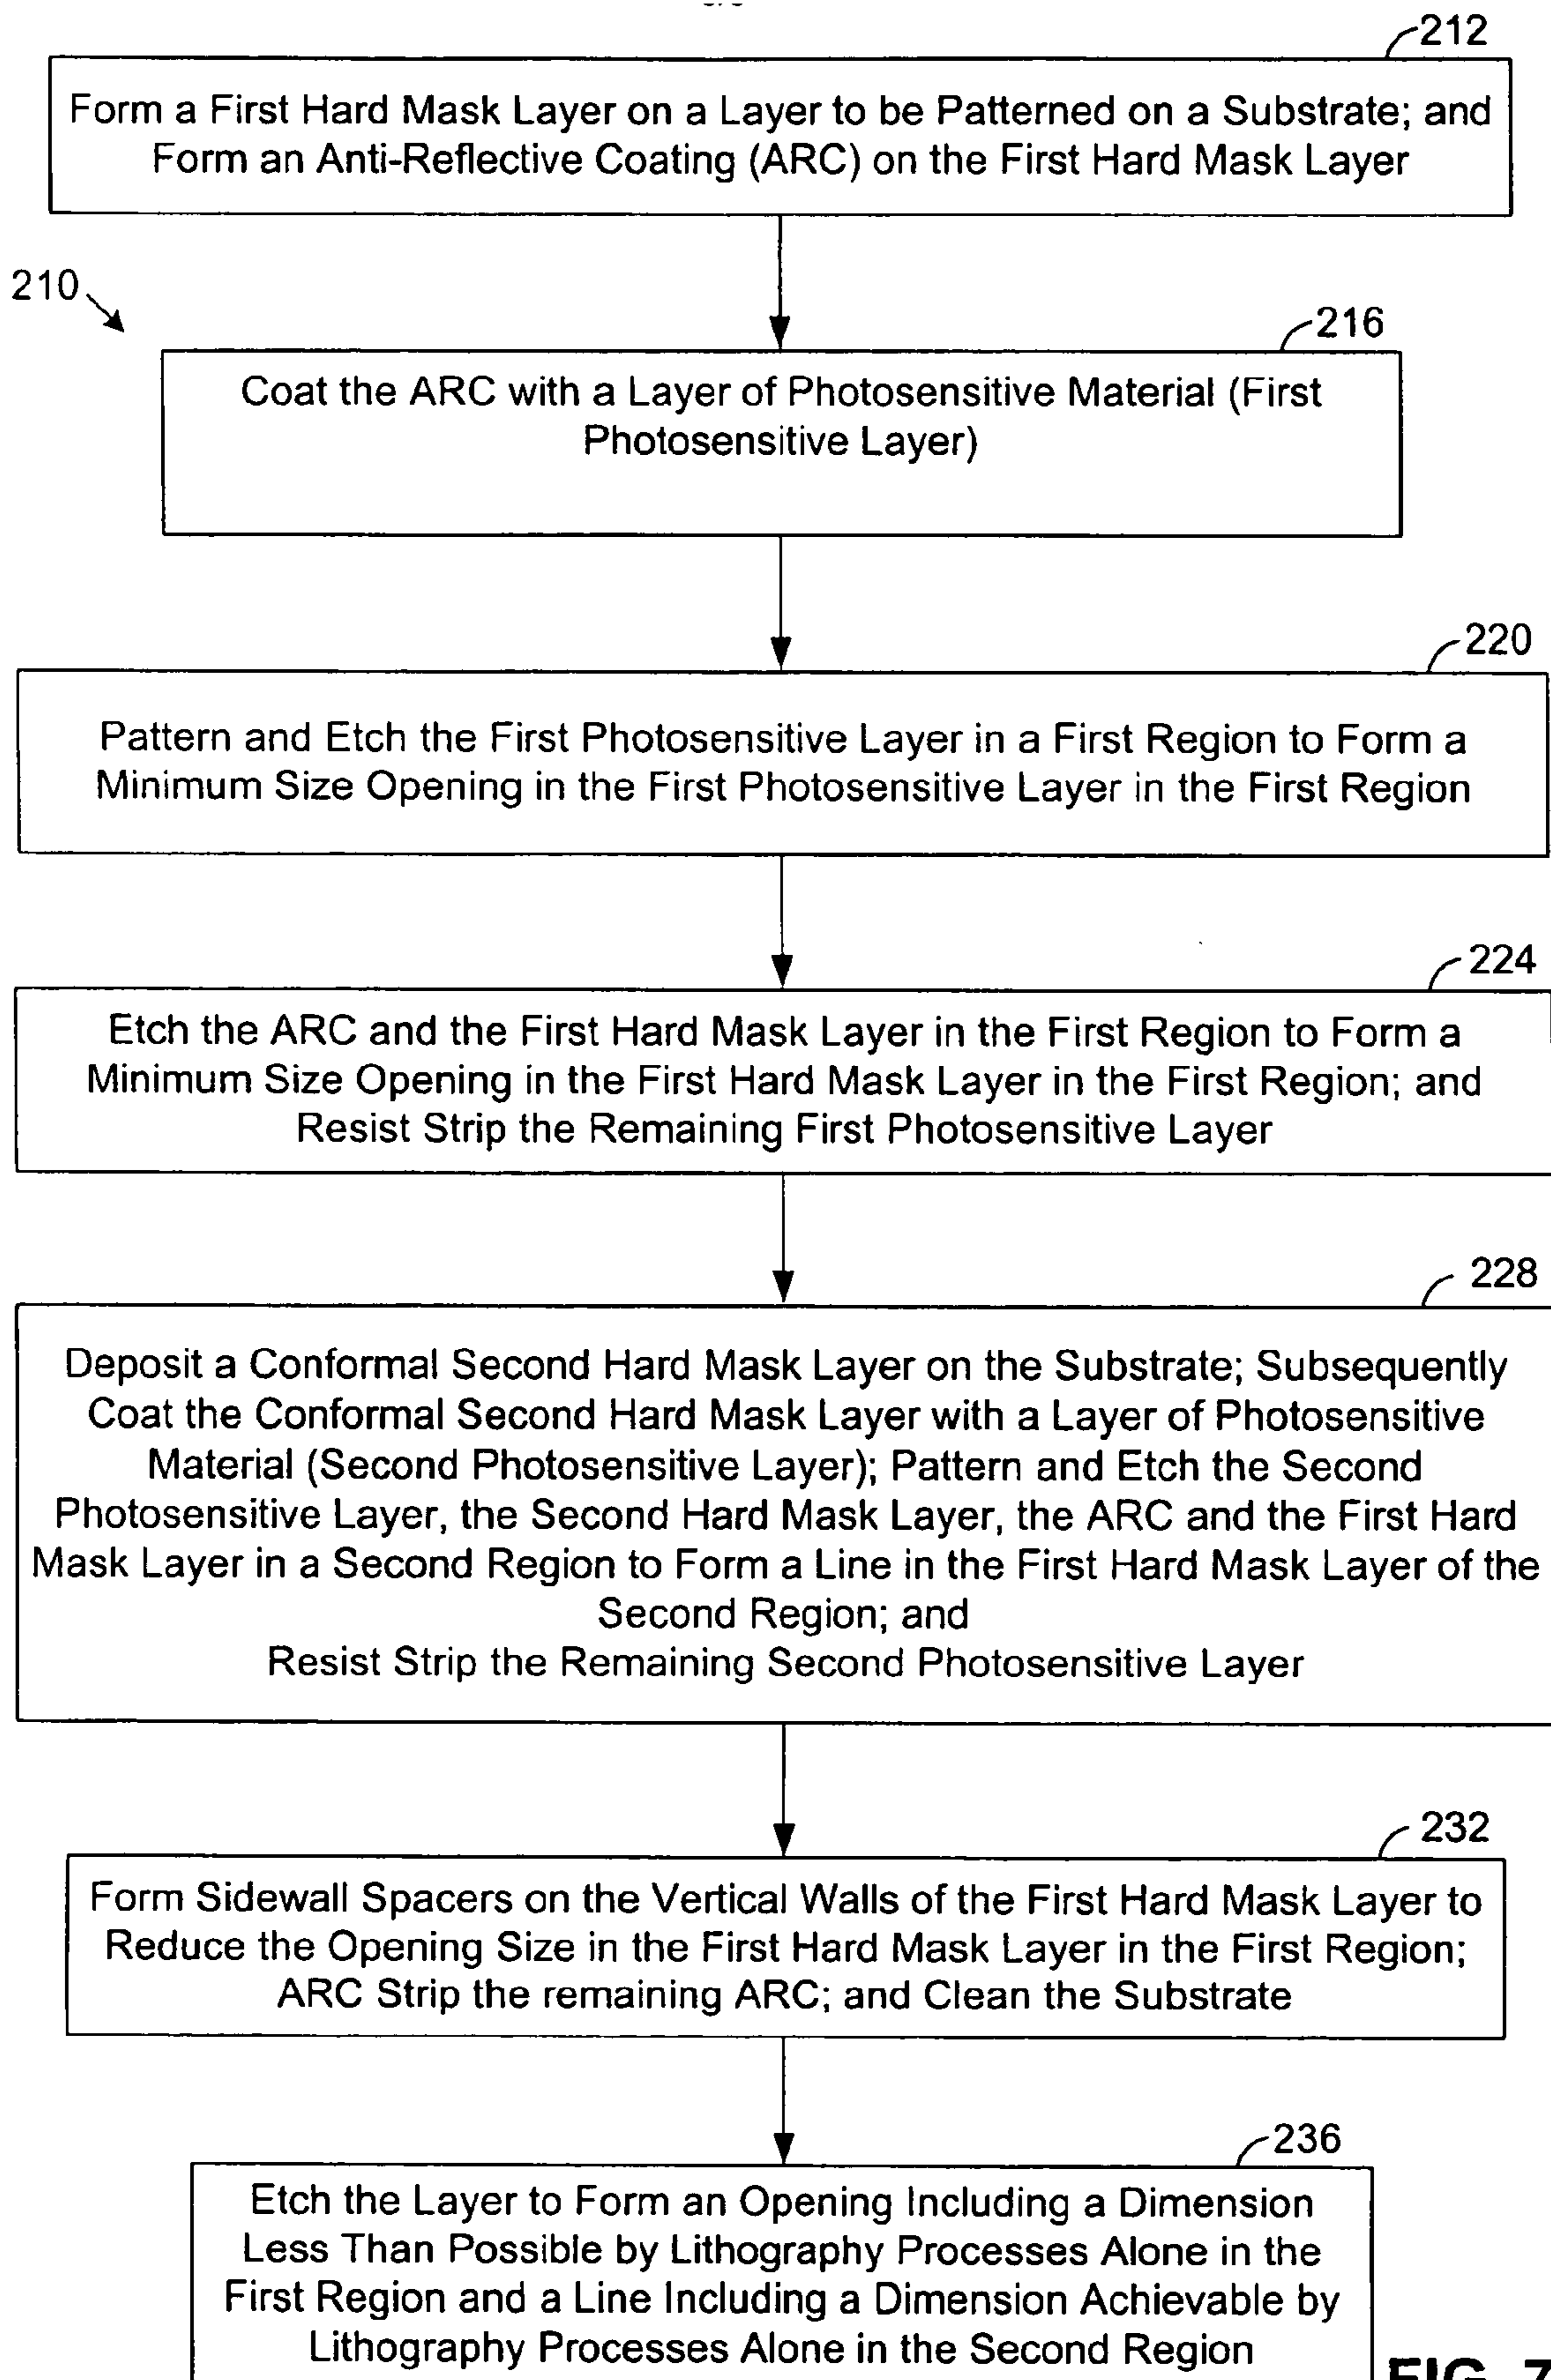 212
Form a First Hard Mask Layer on a Layer to be Patterned on a Substrate; and
Form an Anti-Reflective Coating (ARC) on the First Hard Mask Layer
210
216
Coat the ARC with a Layer of Photosensitive Material (First
Photosensitive Layer)
220
Pattern and Etch the First Photosensitive Layer in a First Region to Form a
Minimum Size Opening in the First Photosensitive Layer in the First Region
224
Etch the ARC and the First Hard Mask Layer in the First Region to Form a
Minimum Size Opening in the First Hard Mask Layer in the First Region; and
Resist Strip the Remaining First Photosensitive Layer
228
Deposit a Conformal Second Hard Mask Layer on the Substrate; Subsequently
Coat the Conformal Second Hard Mask Layer with a Layer of Photosensitive
Material (Second Photosensitive Layer); Pattern and Etch the Second
Photosensitive Layer, the Second Hard Mask Layer, the ARC and the First Hard
Mask Layer in a Second Region to Form a Line in the First Hard Mask Layer of the
Second Region; and
Resist Strip the Remaining Second Photosensitive Layer
232
Form Sidewall Spacers on the Vertical Walls of the First Hard Mask Layer to
Reduce the Opening Size in the First Hard Mask Layer in the First Region;
ARC Strip the remaining ARC; and Clean the Substrate
236
Etch the Layer to Form an Opening Including a Dimension
Less Than Possible by Lithography Processes Alone in the
First Region and a Line Including a Dimension Achievable by
Lithography Processes Alone in the Second Region
FIG. 7